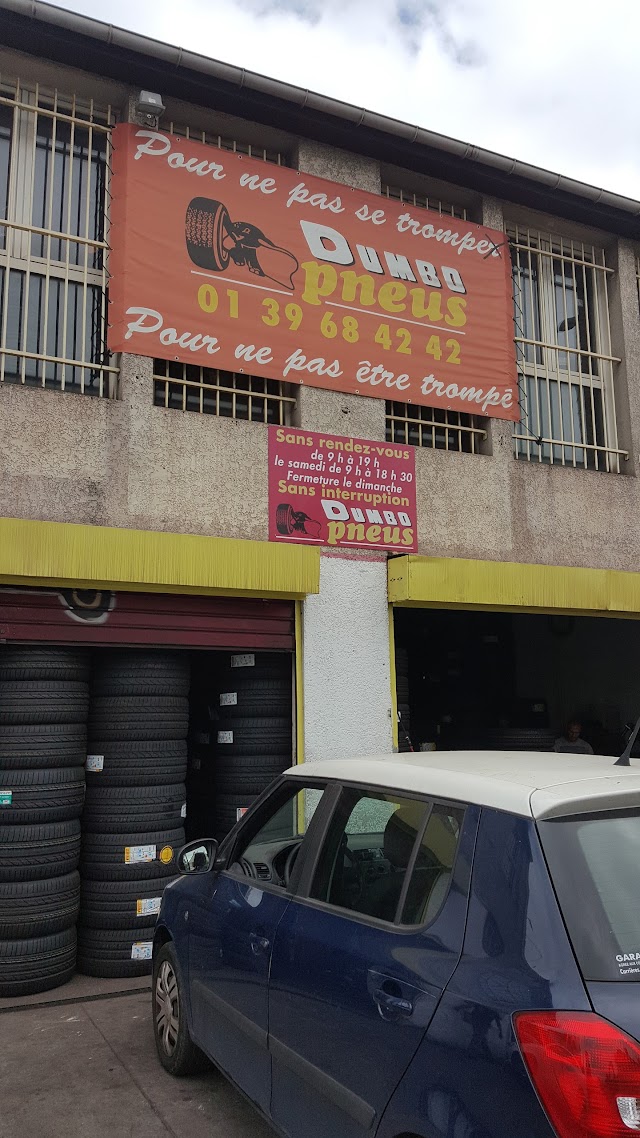 Pour ne pas se tromper
DUMBO
pneus
01 39 68 42 42
Pour ne pas être trompé
Sans rendez-vous
de 9 h à 19 h
le samedi de 9 h à 18 h 30
Fermeture le dimanche
Sans interruption
DUMBO
pneus
GARA